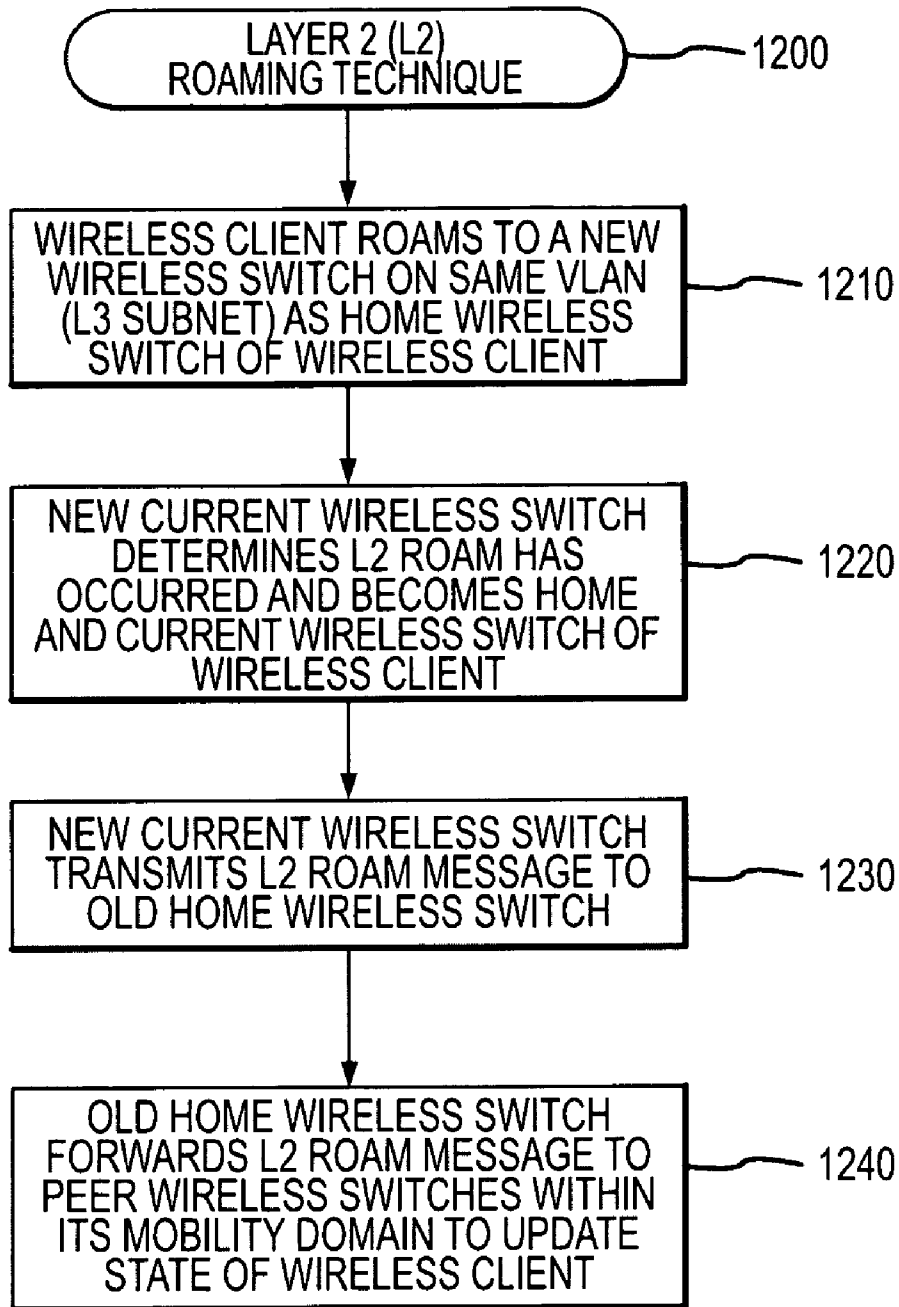 LAYER 2 (L2)
ROAMING TECHNIQUE
1200
WIRELESS CLIENT ROAMS TO A NEW
WIRELESS SWITCH ON SAME VLAN
(L3 SUBNET) AS HOME WIRELESS
SWITCH OF WIRELESS CLIENT
1210
NEW CURRENT WIRELESS SWITCH
DETERMINES L2 ROAM HAS
OCCURRED AND BECOMES HOME
AND CURRENT WIRELESS SWITCH OF
WIRELESS CLIENT
1220
NEW CURRENT WIRELESS SWITCH
TRANSMITS L2 ROAM MESSAGE TO
OLD HOME WIRELESS SWITCH
1230
OLD HOME WIRELESS SWITCH
FORWARDS L2 ROAM MESSAGE TO
PEER WIRELESS SWITCHES WITHIN
ITS MOBILITY DOMAIN TO UPDATE
STATE OF WIRELESS CLIENT
1240